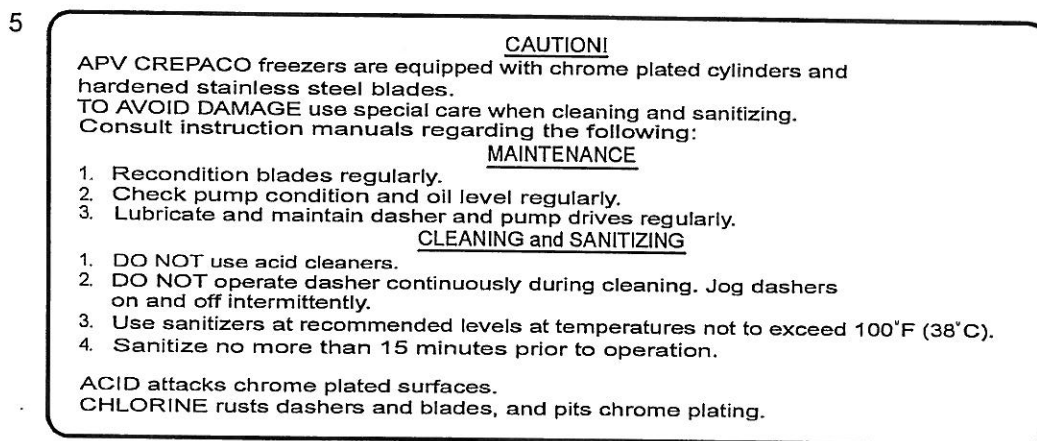 5
CAUTION!
APV CREPACO freezers are equipped with chrome plated cylinders and
hardened stainless steel blades.
TO AVOID DAMAGE use special care when cleaning and sanitizing.
Consult instruction manuals regarding the following:
MAINTENANCE
1. Recondition blades regularly.
2. Check pump condition and oil level regularly.
3. Lubricate and maintain dasher and pump drives regularly.
CLEANING and SANITIZING
1. DO NOT use acid cleaners.
2. DO NOT operate dasher continuously during cleaning. Jog dashers
on and off intermittently.
3. Use sanitizers at recommended levels at temperatures not to exceed 100°F (38°C).
4. Sanitize no more than 15 minutes prior to operation.
ACID attacks chrome plated surfaces.
CHLORINE rusts dashers and blades, and pits chrome plating.